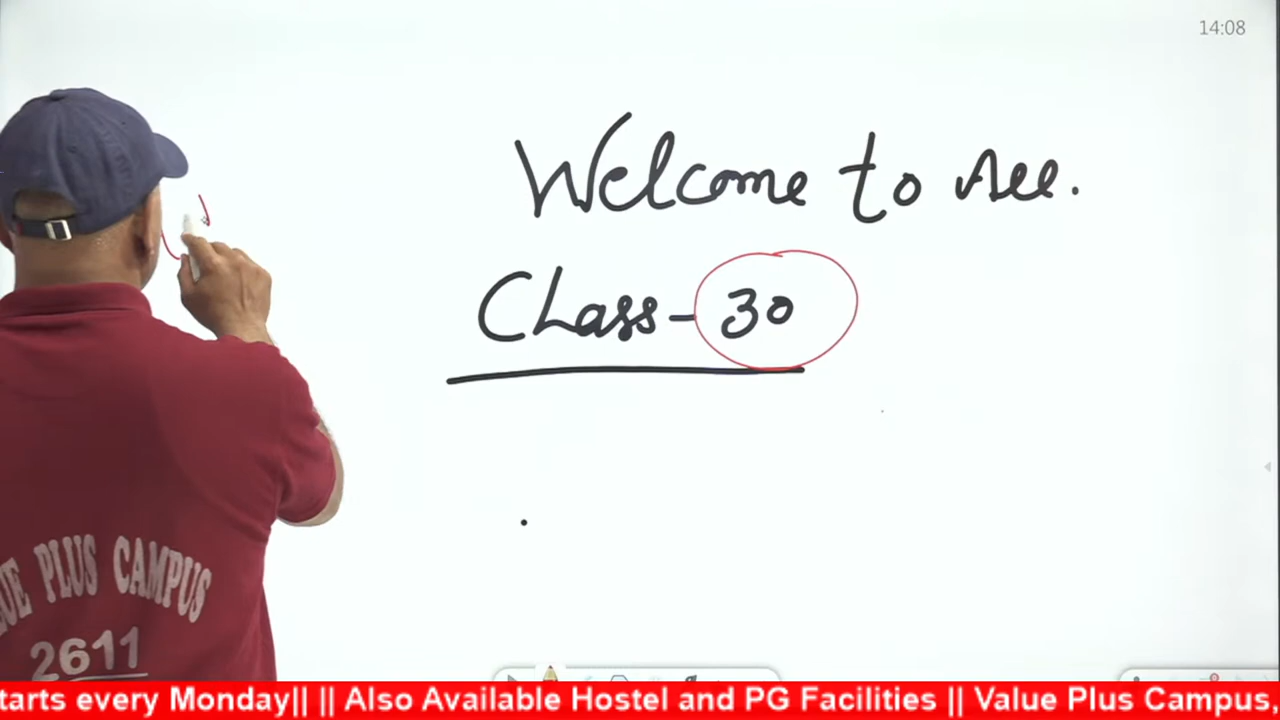 14:08
Welcome to All.
Class - 30
UE PLUS CAMPUS
2611
tarts every Monday|| || Also Available Hostel and PG Facilities || Value Plus Campus,